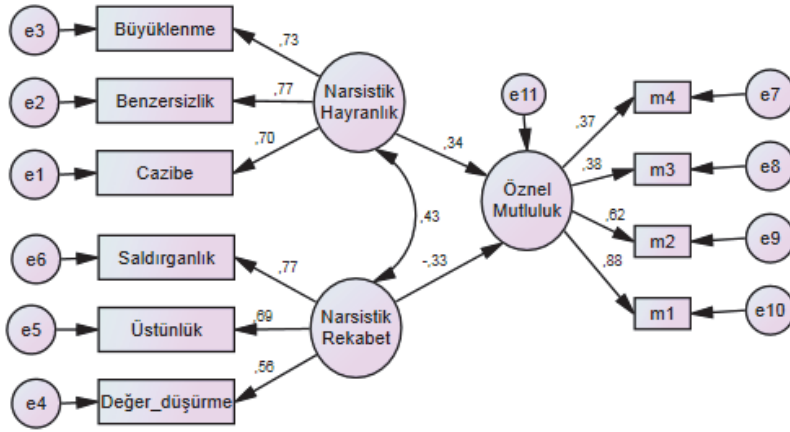 e3
Büyüklenme
,73
e2
Benzersizlik
,77
Narsistik
Hayranlık
e1
Cazibe
,70
e11
,34
m4
e7
,37
m3
e8
,38
Öznel
Mutluluk
m2
e9
,62
m1
e10
,88
,43
e6
Saldırganlık
,77
-,33
e5
Üstünlük
,69
Narsistik
Rekabet
e4
Değer_düşürme
,56